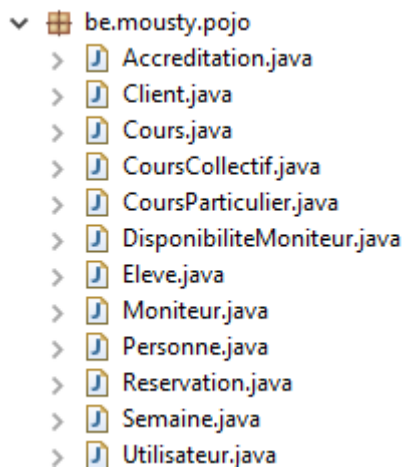 be.mousty.pojo
Accreditation.java
Client.java
Cours.java
CoursCollectif.java
CoursParticulier.java
DisponibiliteMoniteur.java
Eleve.java
Moniteur.java
Personne.java
Reservation.java
Semaine.java
Utilisateur.java